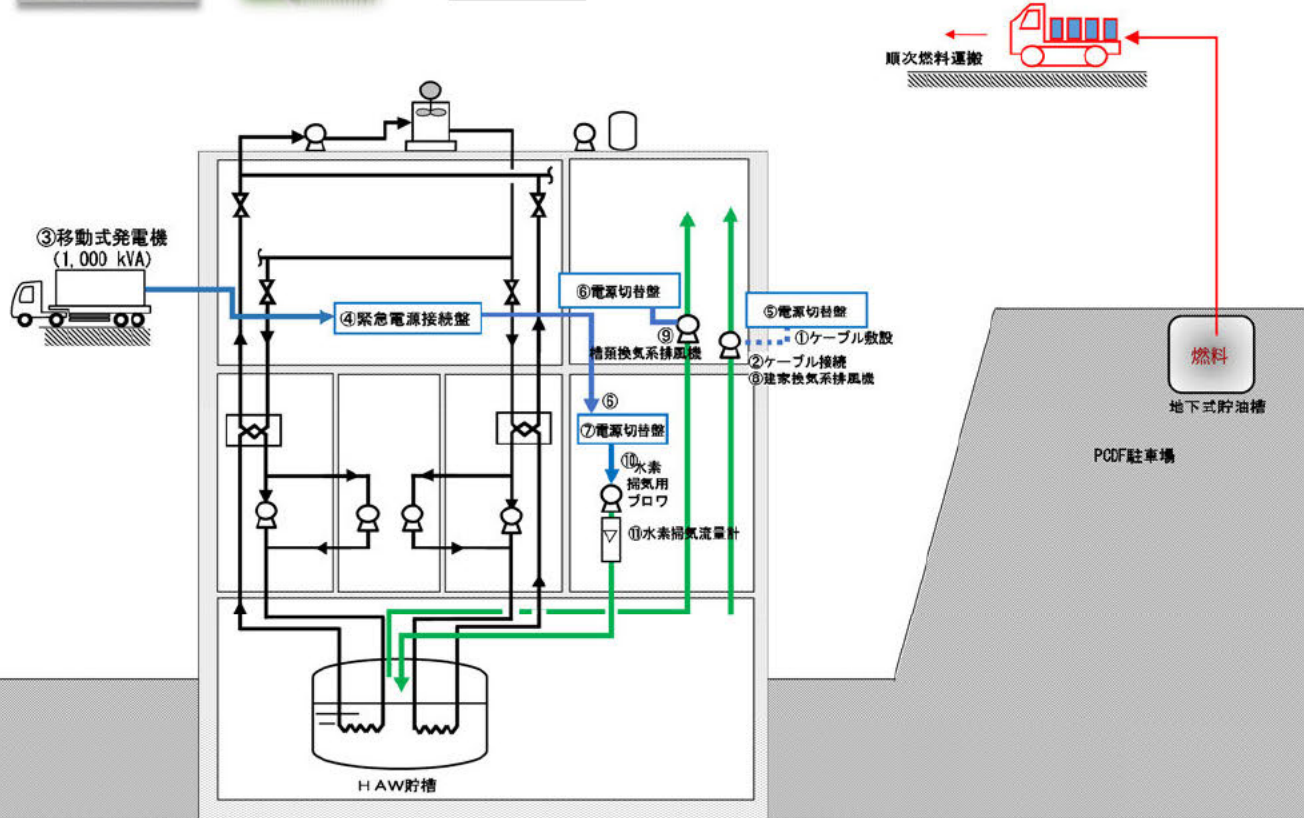 順次燃料運搬
③移動式発電機
(1,000 kVA)
④緊急電源接続盤
⑥電源切替盤
⑤電源切替盤
①ケーブル敷設
②ケーブル接続
⑧建家換気系排風機
⑨
槽類換気系排風機
⑥
⑦電源切替盤
⑩水素
掃気用
ブロワ
⑪水素掃気流量計
HAW貯槽
燃料
地下式貯油槽
PCDF駐車場